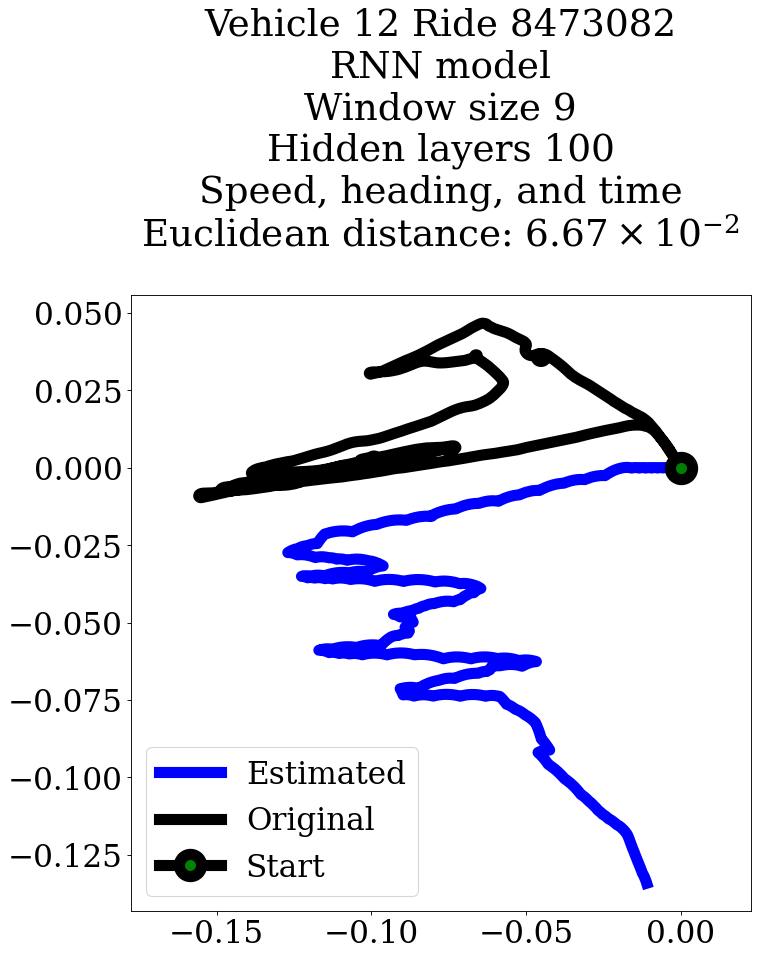 Vehicle 12 Ride 8473082
RNN model
Window size 9
Hidden layers 100
Speed, heading, and time
Euclidean distance: 6.67 × 10⁻²
0.050
0.025
0.000
−0.025
−0.050
−0.075
−0.100
−0.125
Estimated
Original
Start
−0.15 −0.10 −0.05 0.00